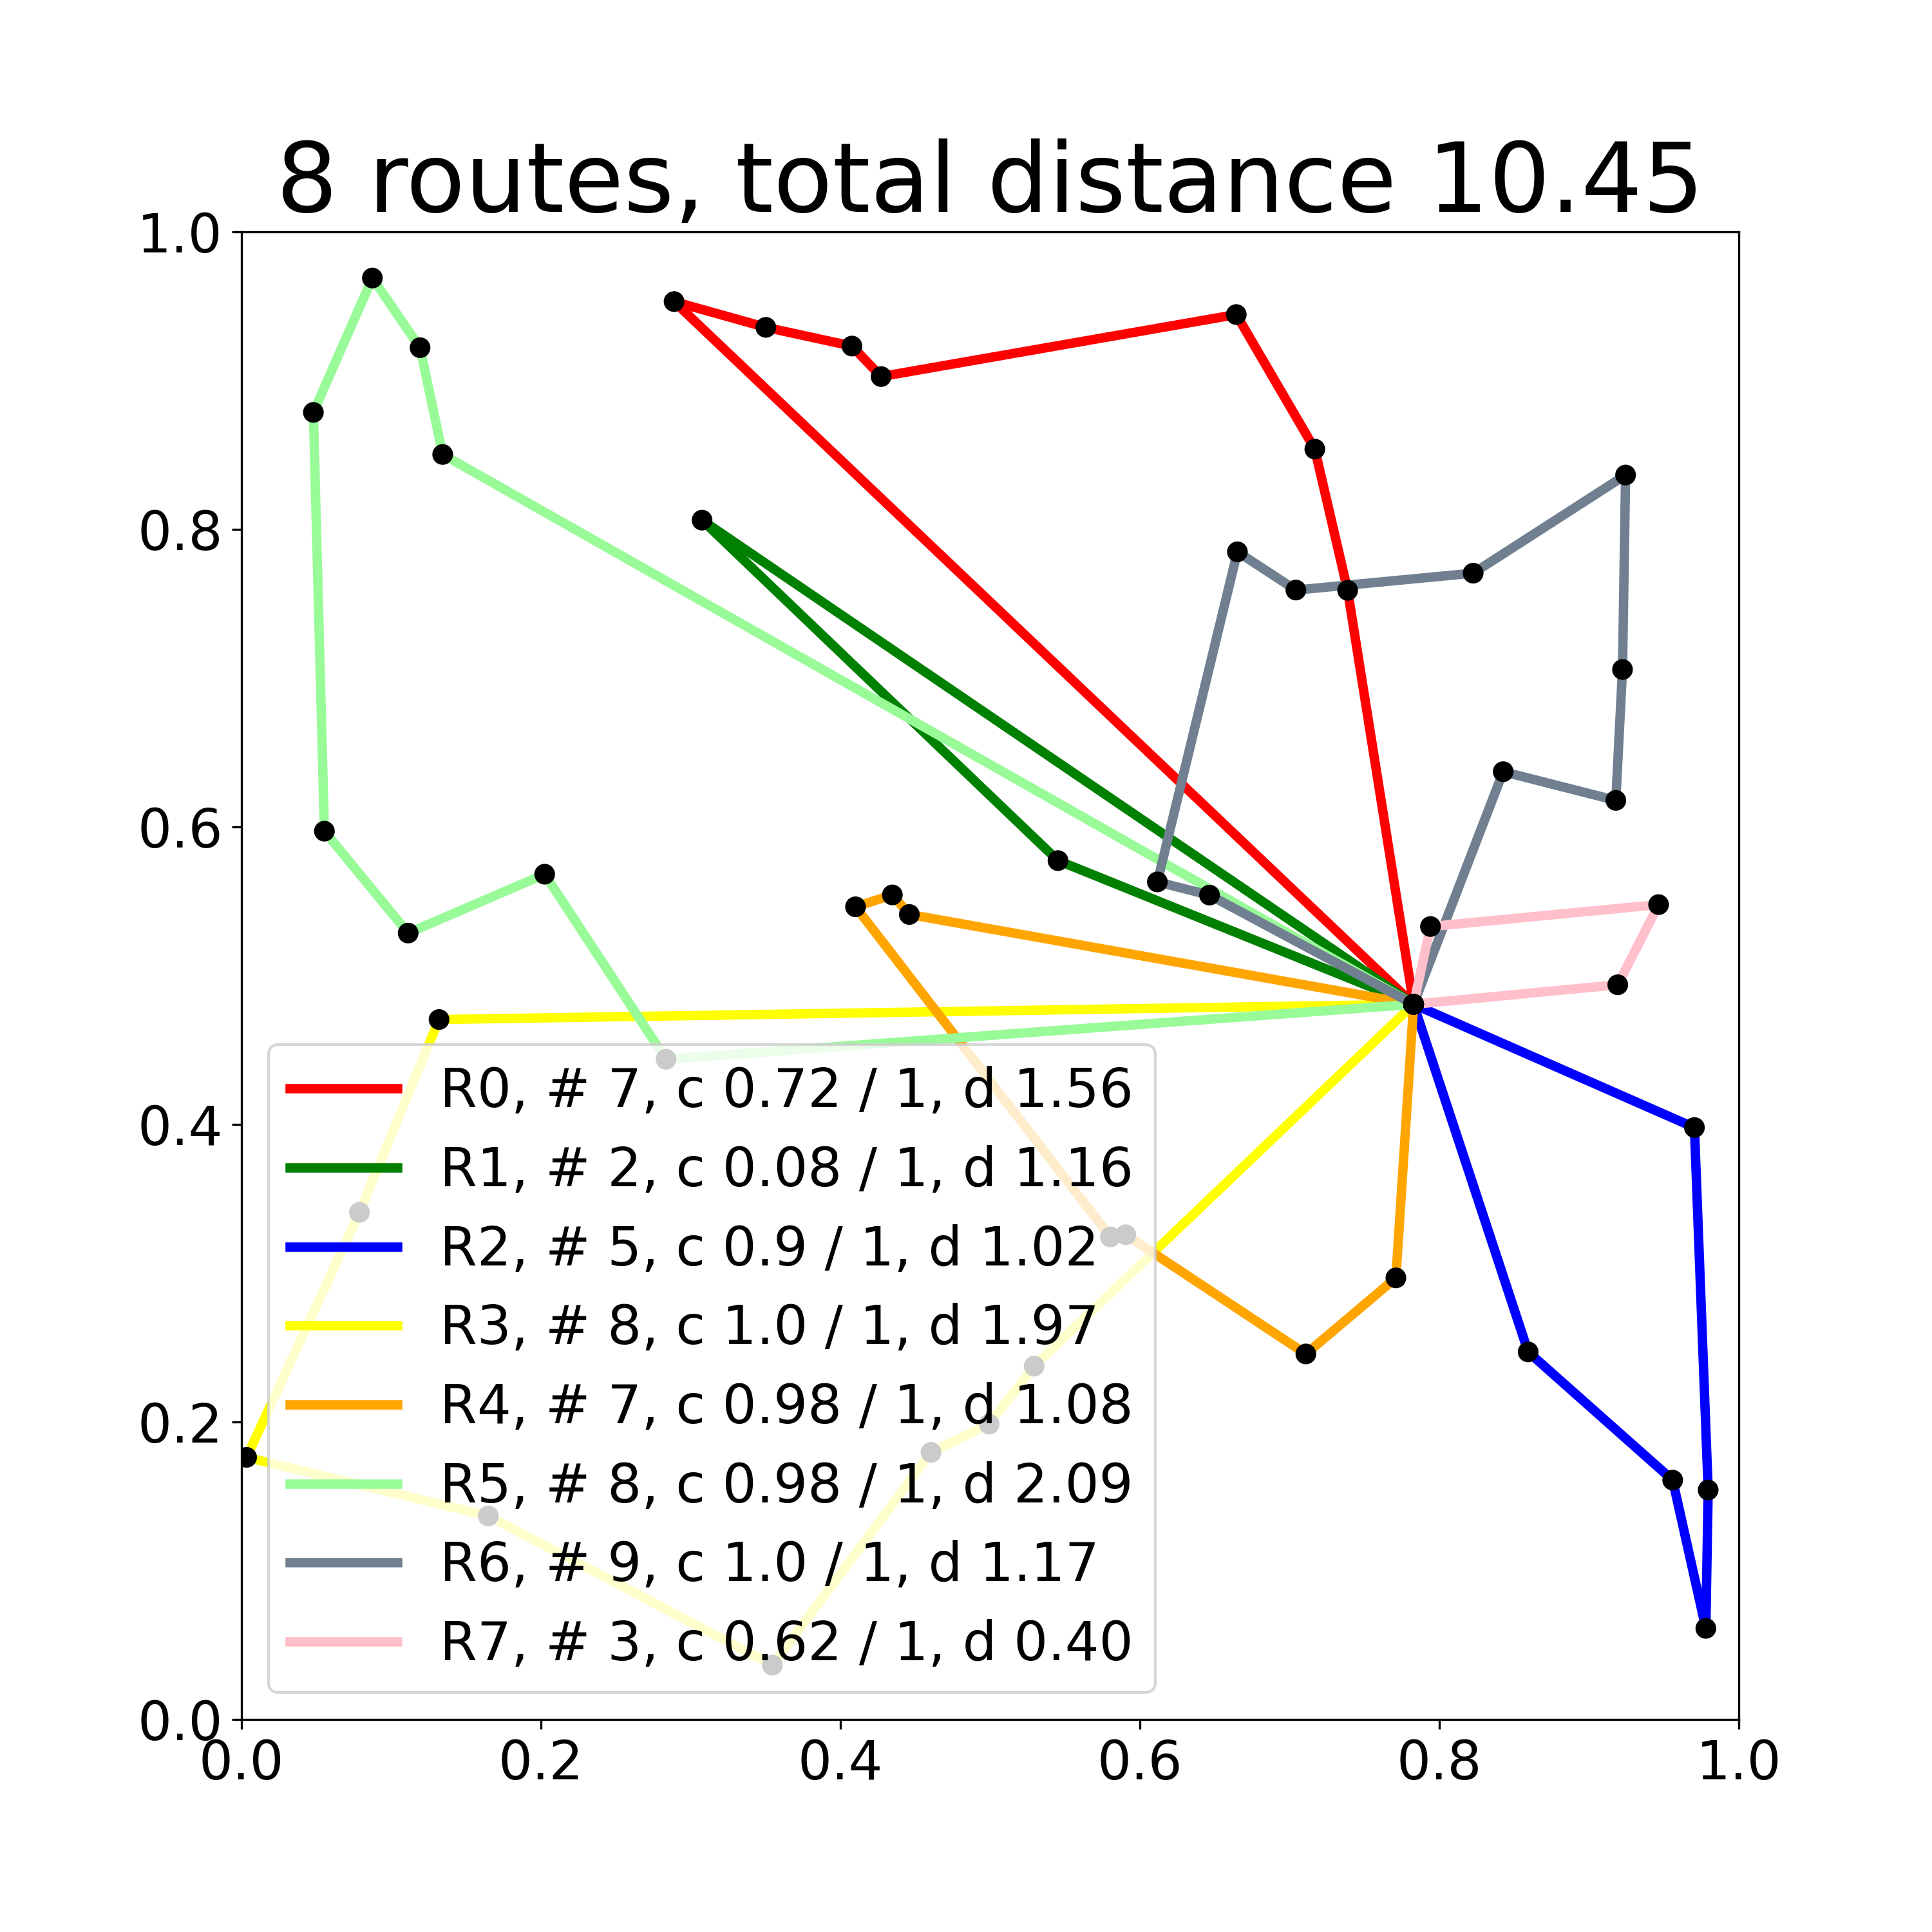 8 routes, total distance 10.45
1.0
0.8
0.6
0.4
0.2
0.0
R0, # 7, c 0.72 / 1, d 1.56
R1, # 2, c 0.08 / 1, d 1.16
R2, # 5, c 0.9 / 1, d 1.02
R3, # 8, c 1.0 / 1, d 1.97
R4, # 7, c 0.98 / 1, d 1.08
R5, # 8, c 0.98 / 1, d 2.09
R6, # 9, c 1.0 / 1, d 1.17
R7, # 3, c 0.62 / 1, d 0.40
0.0 0.2 0.4 0.6 0.8 1.0